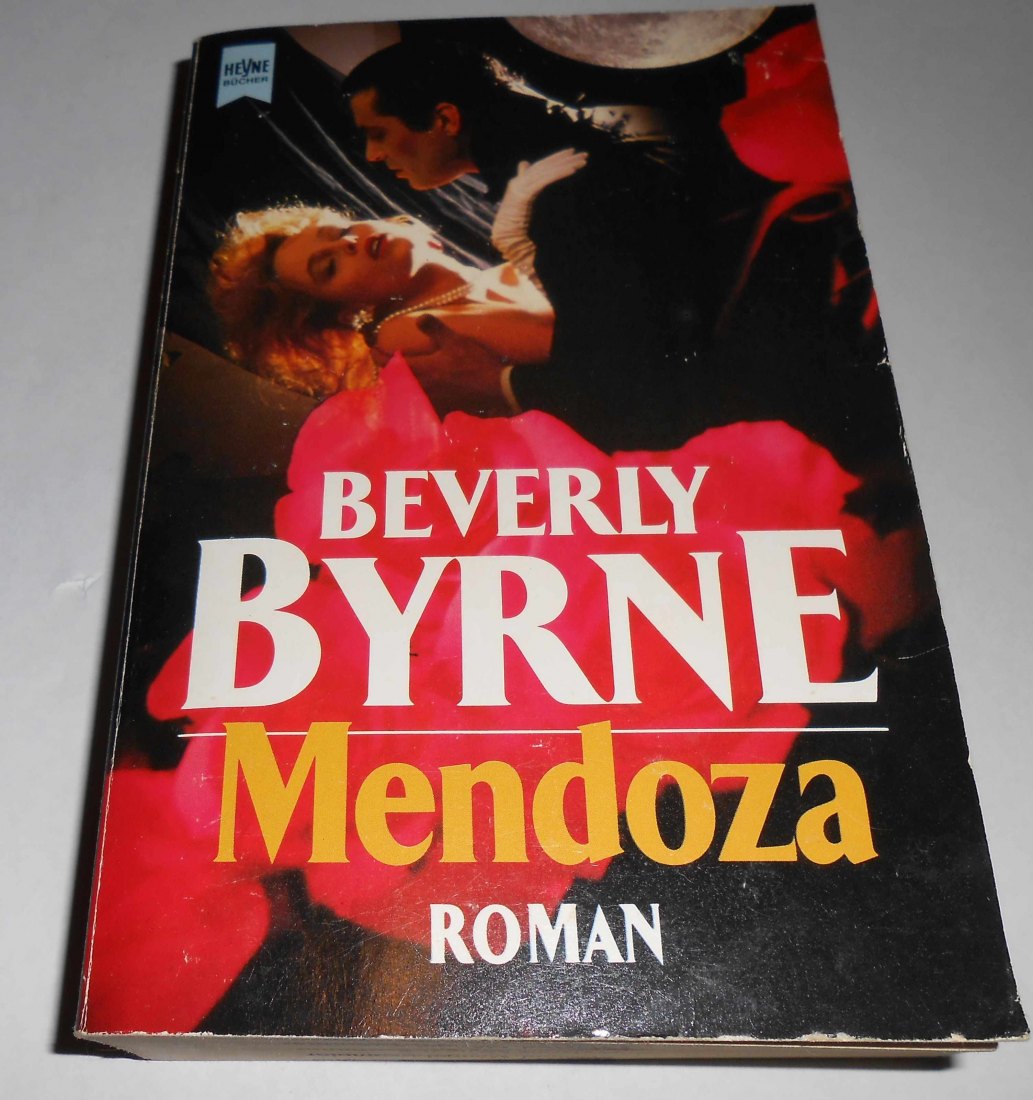 HEYNE
BÜCHER
BEVERLY
BYRNE
Mendoza
ROMAN